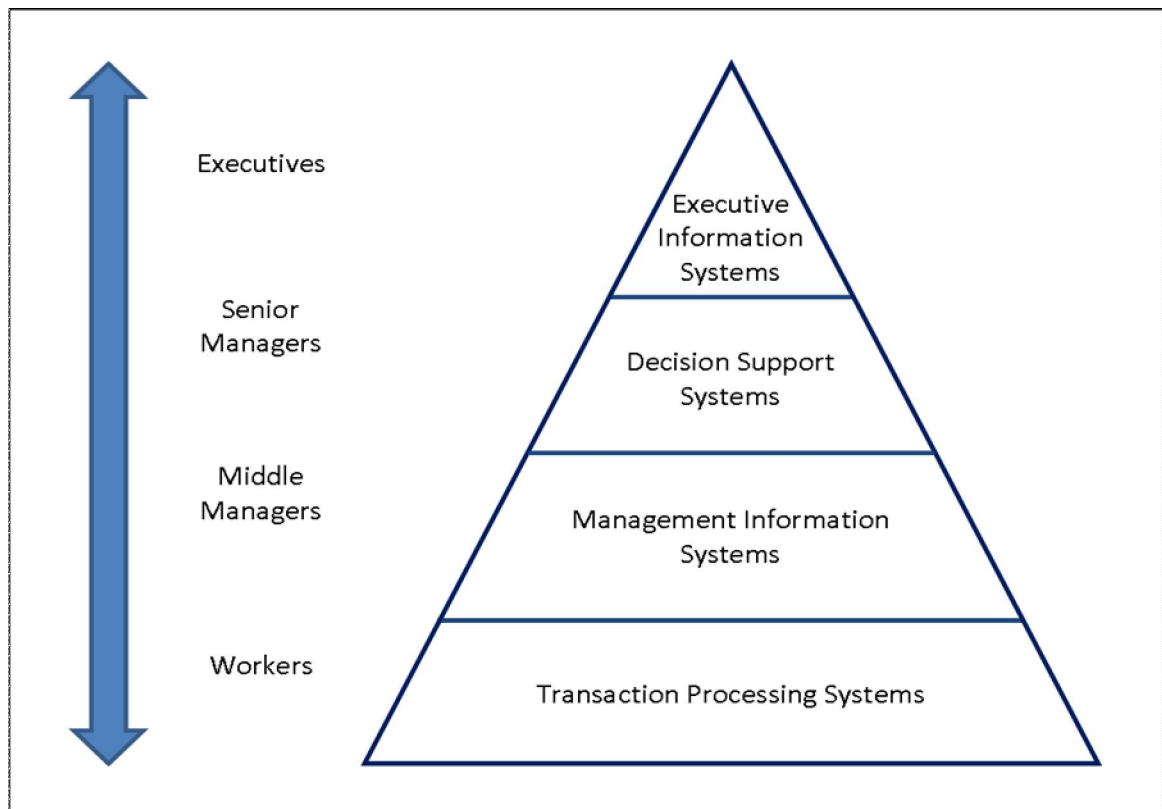 Executives
Executive
Information
Systems
Senior
Managers
Decision Support
Systems
Middle
Managers
Management Information
Systems
Workers
Transaction Processing Systems